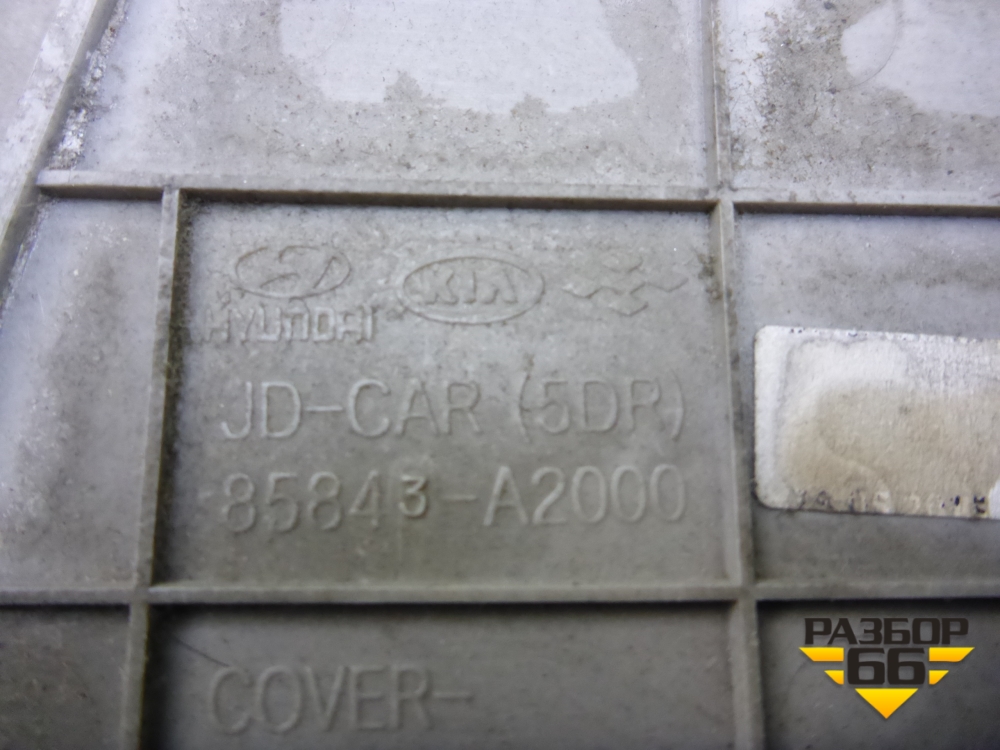 HYUNDAI
KIA
JD-CAR (5DR)
85843-A2000
COVER-
РАЗБОР
66